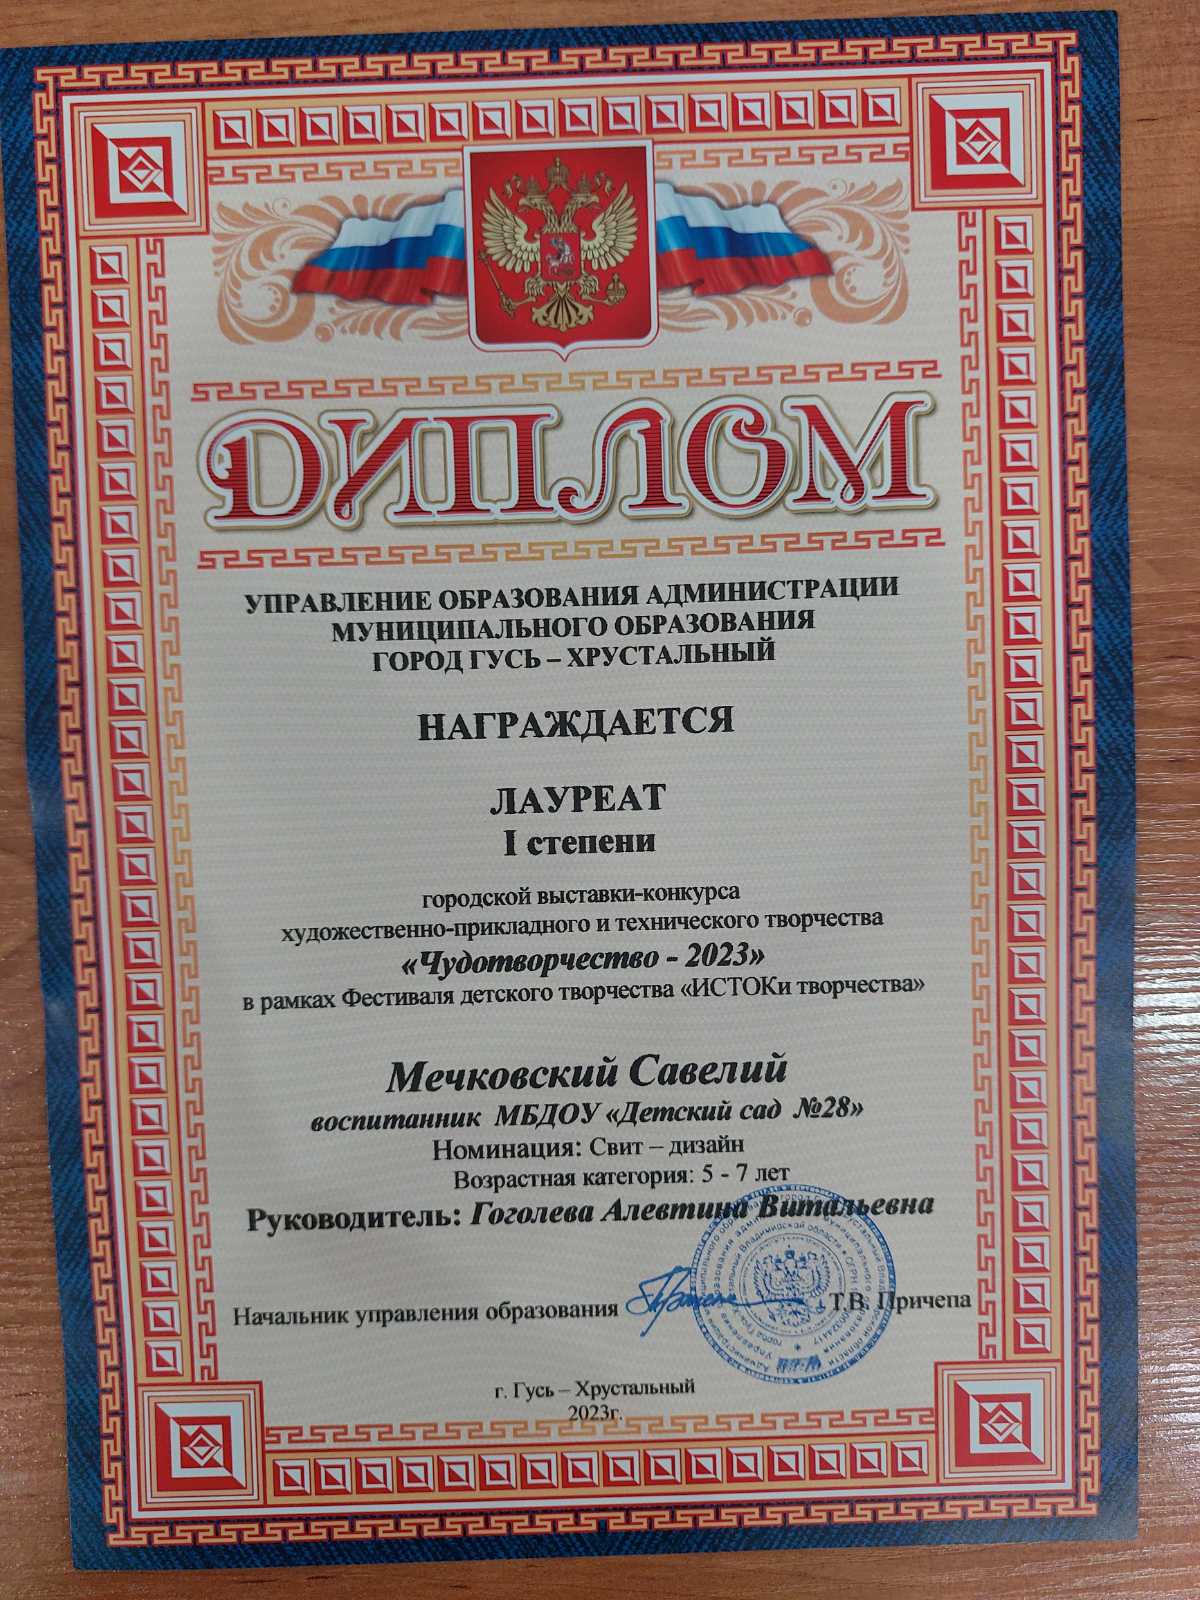 ДИПЛОМ
УПРАВЛЕНИЕ ОБРАЗОВАНИЯ АДМИНИСТРАЦИИ
МУНИЦИПАЛЬНОГО ОБРАЗОВАНИЯ
ГОРОД ГУСЬ – ХРУСТАЛЬНЫЙ
НАГРАЖДАЕТСЯ
ЛАУРЕАТ
I степени
городской выставки-конкурса
художественно-прикладного и технического творчества
«Чудотворчество - 2023»
в рамках Фестиваля детского творчества «ИСТОКи творчества»
Мечковский Савелий
воспитанник МБДОУ «Детский сад №28»
Номинация: Свит – дизайн
Возрастная категория: 5 - 7 лет
Руководитель: Гоголева Алевтина Витальевна
Начальник управления образования Т.В. Причепа
г. Гусь – Хрустальный
2023г.